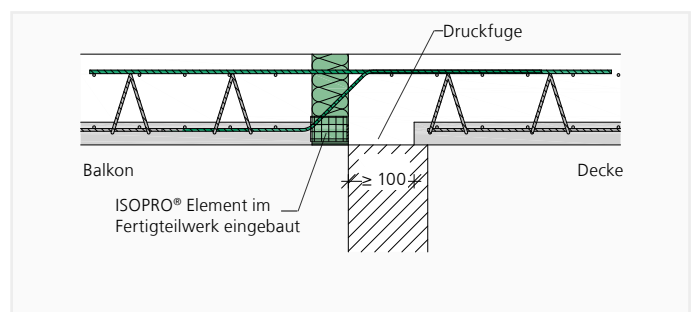 Druckfuge
Balkon
Decke
≥ 100
ISOPRO® Element im
Fertigteilwerk eingebaut